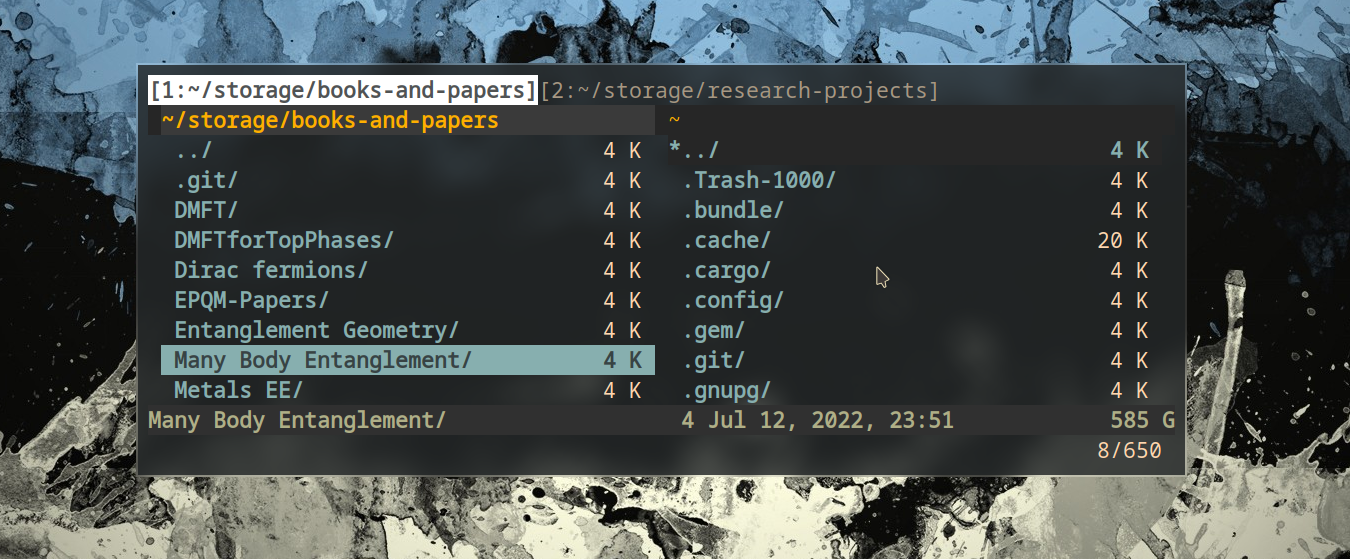 [1:~/storage/books-and-papers][2:~/storage/research-projects]
~/storage/books-and-papers ~
../ 4 K *../ 4 K
.git/ 4 K .Trash-1000/ 4 K
DMFT/ 4 K .bundle/ 4 K
DMFTforTopPhases/ 4 K .cache/ 20 K
Dirac fermions/ 4 K .cargo/ 4 K
EPQM-Papers/ 4 K .config/ 4 K
Entanglement Geometry/ 4 K .gem/ 4 K
Many Body Entanglement/ 4 K .git/ 4 K
Metals EE/ 4 K .gnupg/ 4 K
Many Body Entanglement/ 4 Jul 12, 2022, 23:51 585 G
8/650